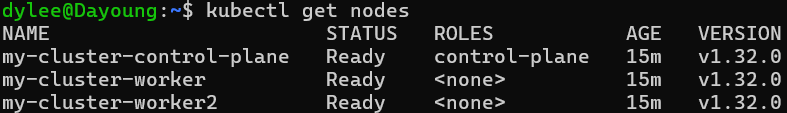 dylee@Dayoung:~$ kubectl get nodes
NAME STATUS ROLES AGE VERSION
my-cluster-control-plane Ready control-plane 15m v1.32.0
my-cluster-worker Ready <none> 15m v1.32.0
my-cluster-worker2 Ready <none> 15m v1.32.0